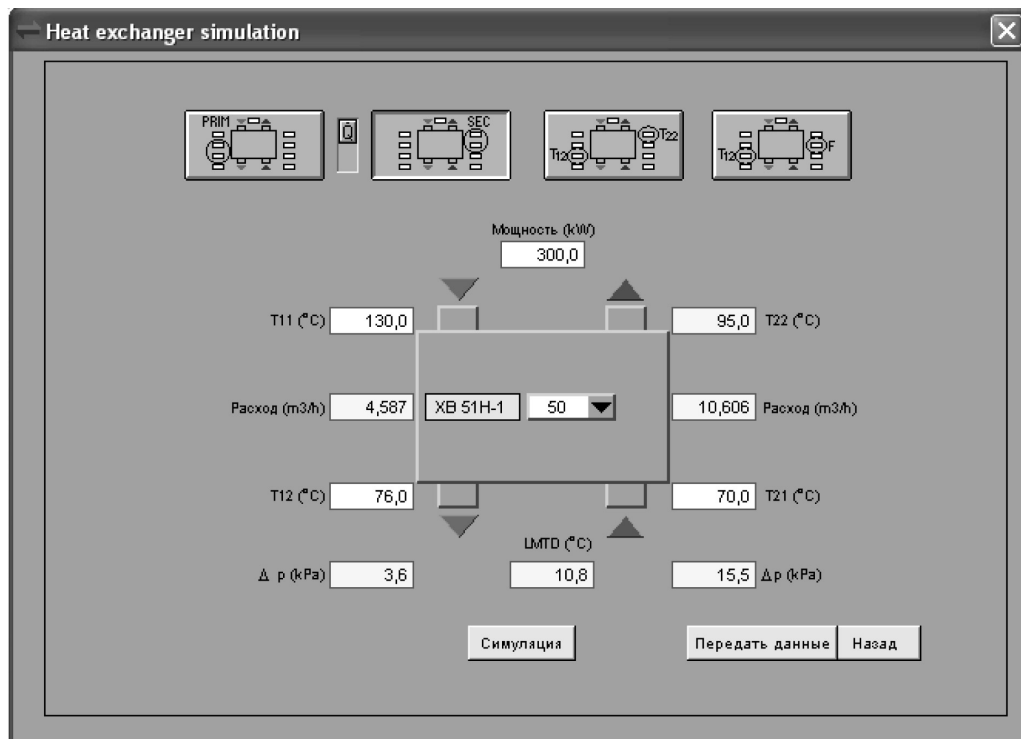 Heat exchanger simulation
PRIM
Q
SEC
T12 T22
T12 F
Мощность (kW)
300,0
T11 (°C) 130,0 95,0 T22 (°C)
Расход (m3/h) 4,587 XB 51H-1 50 10,606 Расход (m3/h)
T12 (°C) 76,0 70,0 T21 (°C)
LMTD (°C)
Δ p (kPa) 3,6 10,8 15,5 Δp (kPa)
Симуляция Передать данные Назад